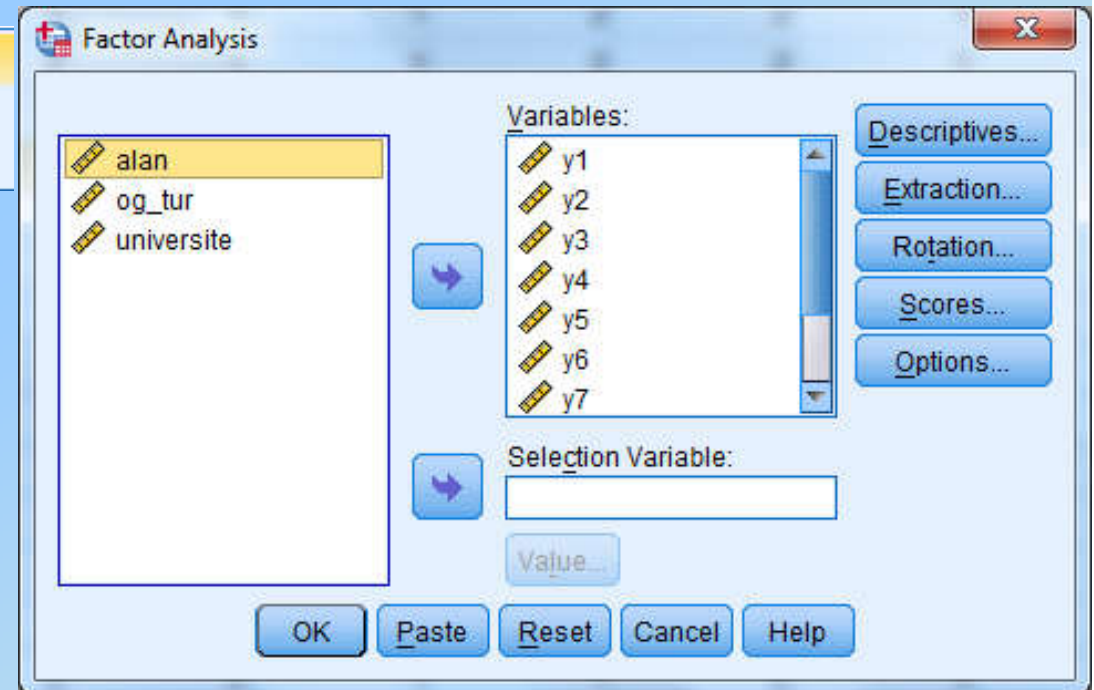 Factor Analysis
alan
og_tur
universite
Variables:
y1
y2
y3
y4
y5
y6
y7
Selection Variable:
Value...
Descriptives...
Extraction...
Rotation...
Scores...
Options...
OK Paste Reset Cancel Help